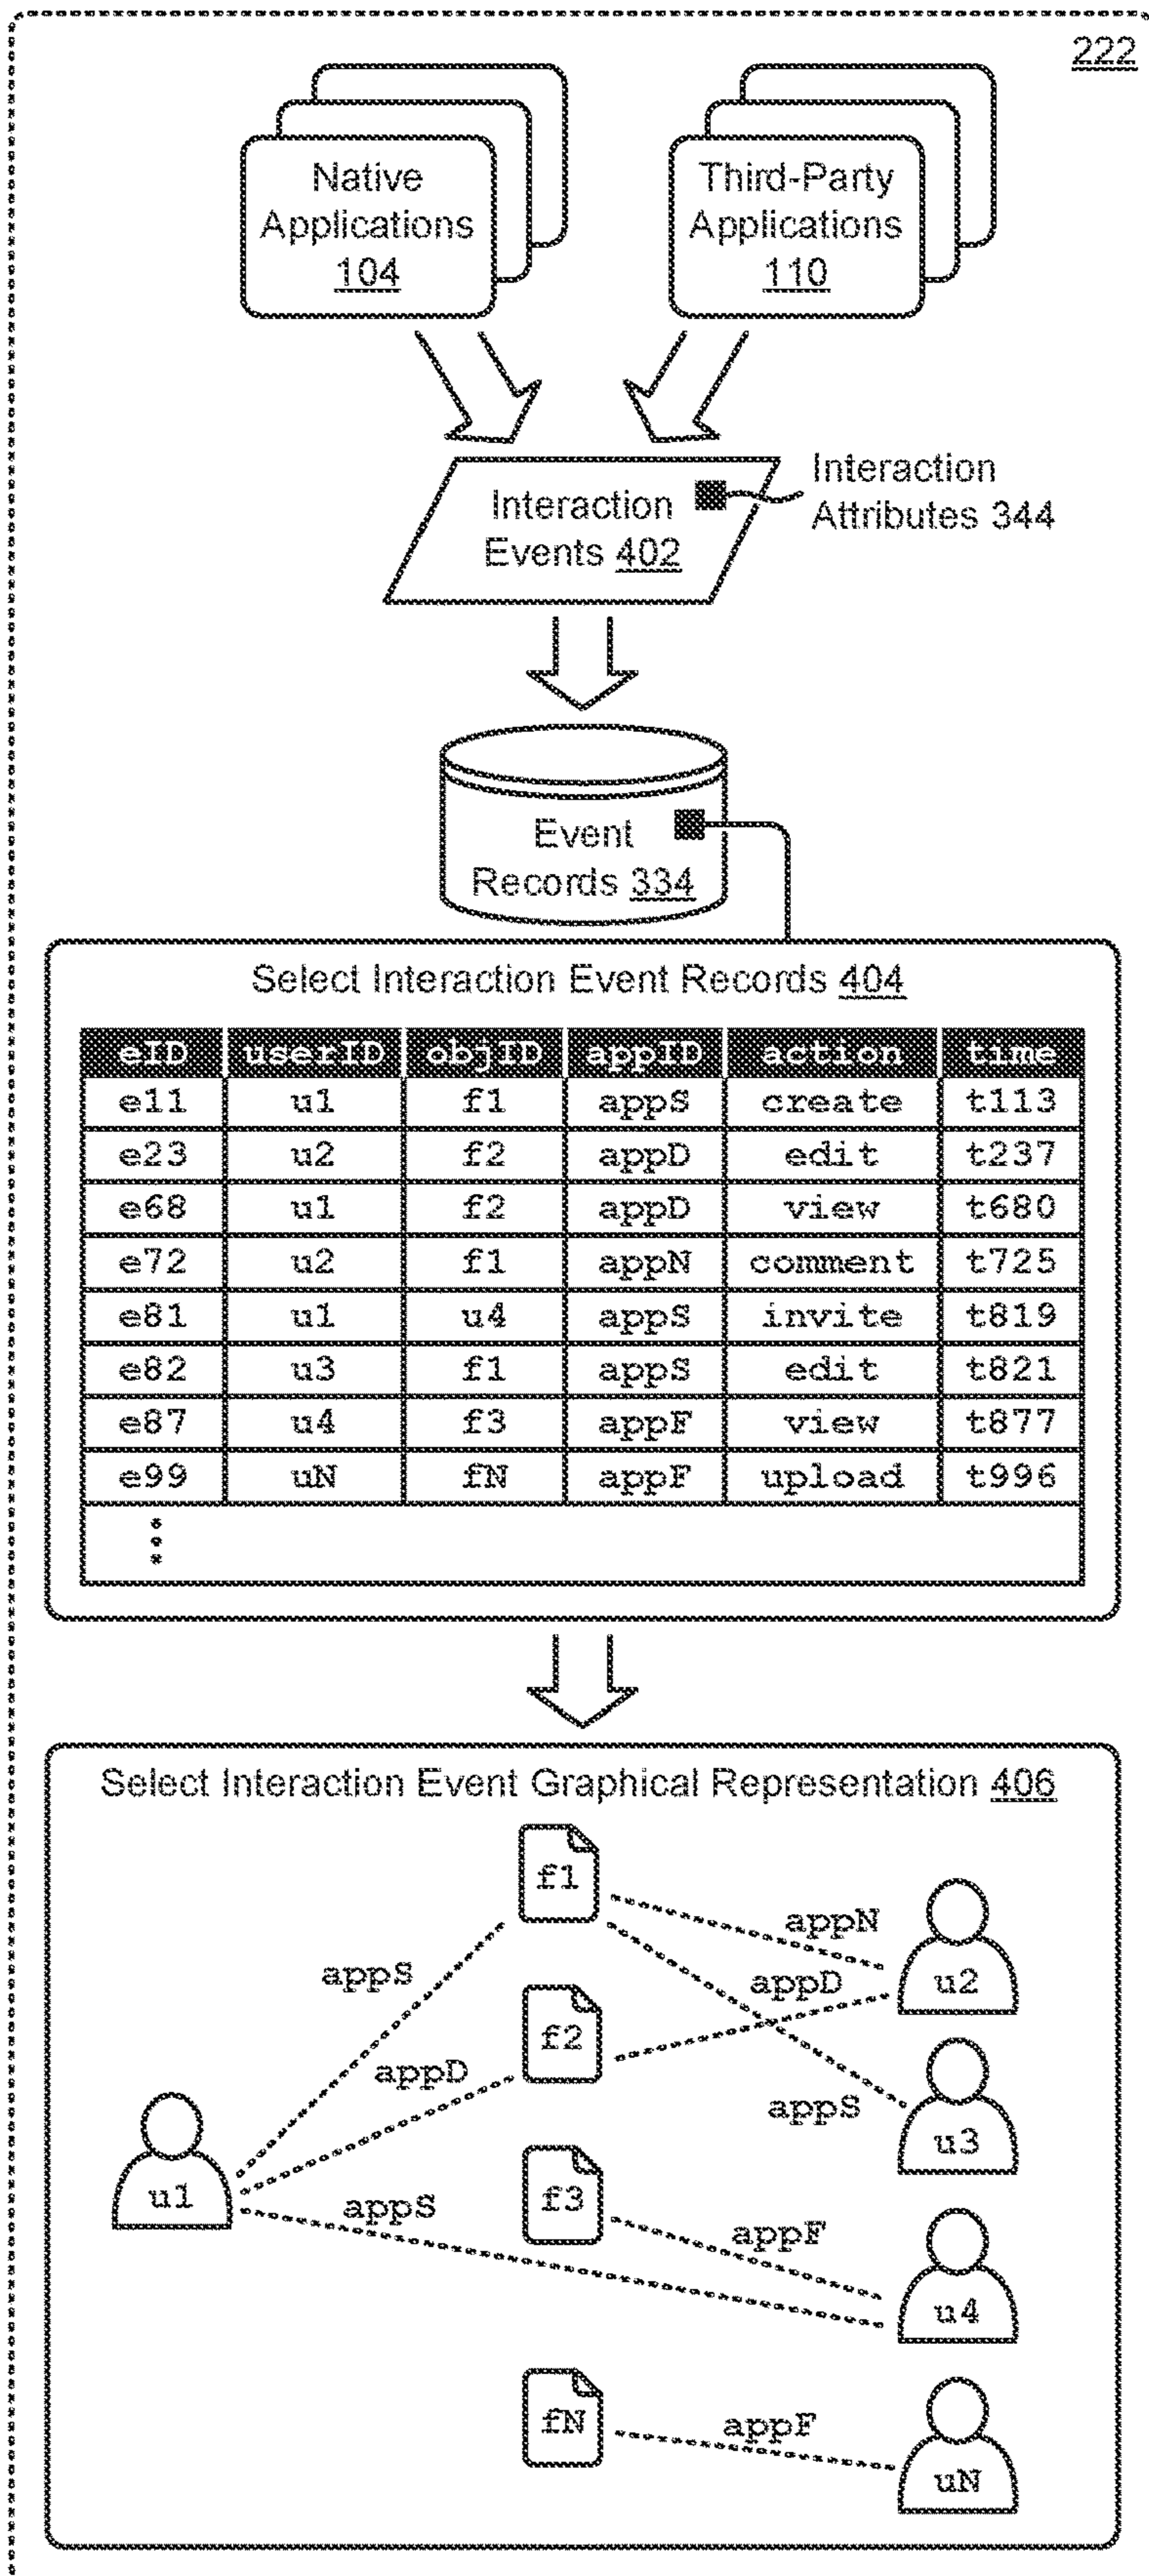 222
Native
Applications
104
Third-Party
Applications
110
Interaction
Events 402
Interaction
Attributes 344
Event
Records 334
Select Interaction Event Records 404
eID userID objID appID action time
e11 u1 f1 appS create t113
e23 u2 f2 appD edit t237
e68 u1 f2 appD view t680
e72 u2 f1 appN comment t725
e81 u1 u4 appS invite t819
e82 u3 f1 appS edit t821
e87 u4 f3 appF view t877
e99 uN fN appF upload t996
Select Interaction Event Graphical Representation 406
f1
appN
appS
appD
u2
f2
appD
appS
u3
u1
f3
appS
appF
u4
fN
appF
uN